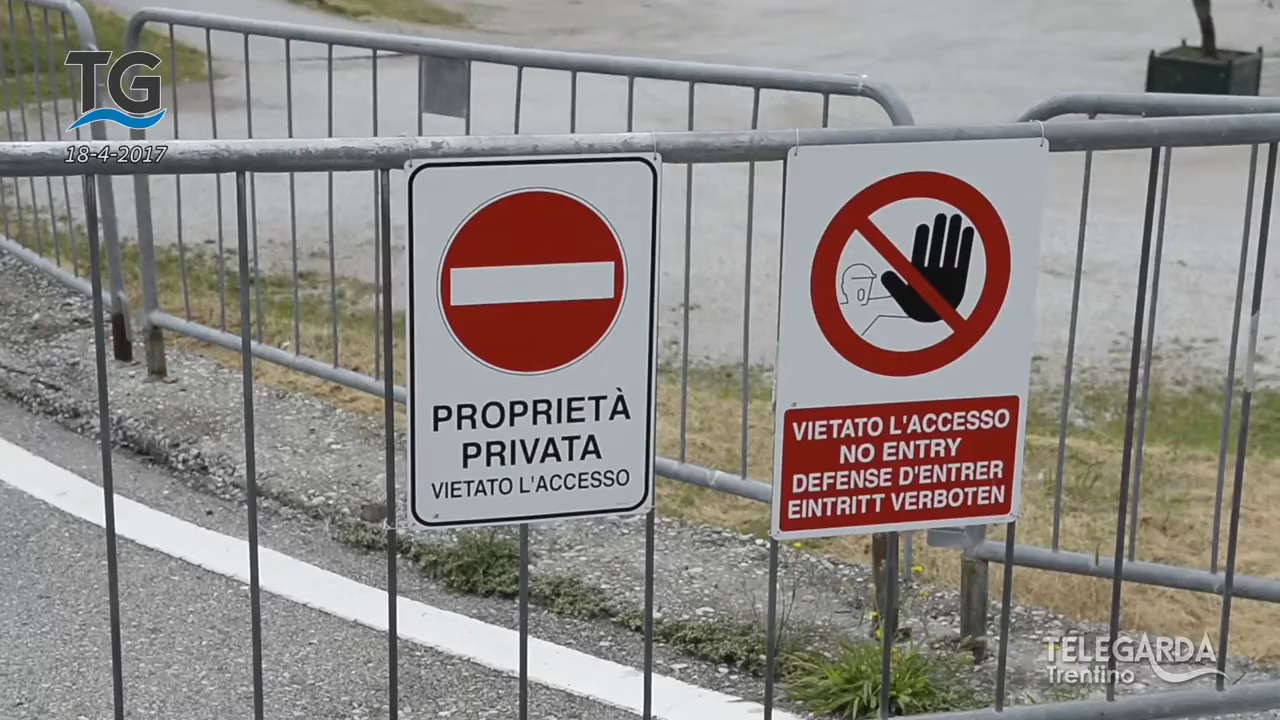 TG
18-4-2017
PROPRIETÀ
PRIVATA
VIETATO L'ACCESSO
VIETATO L'ACCESSO
NO ENTRY
DEFENSE D'ENTRER
EINTRITT VERBOTEN
TELEGARDA
Trentino